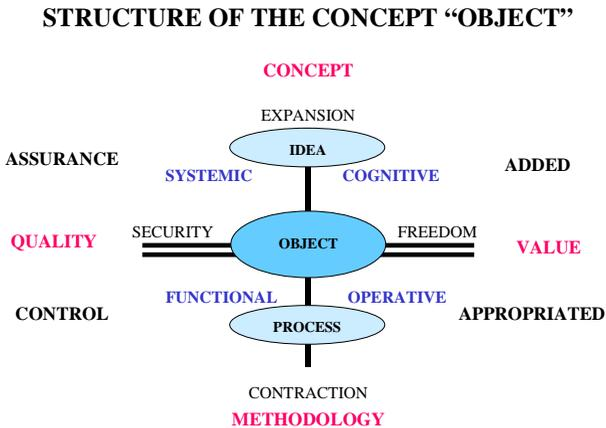 STRUCTURE OF THE CONCEPT “OBJECT”
CONCEPT
EXPANSION
IDEA
ASSURANCE
ADDED
SYSTEMIC COGNITIVE
SECURITY FREEDOM
QUALITY
OBJECT
VALUE
FUNCTIONAL OPERATIVE
CONTROL
APPROPRIATED
PROCESS
CONTRACTION
METHODOLOGY